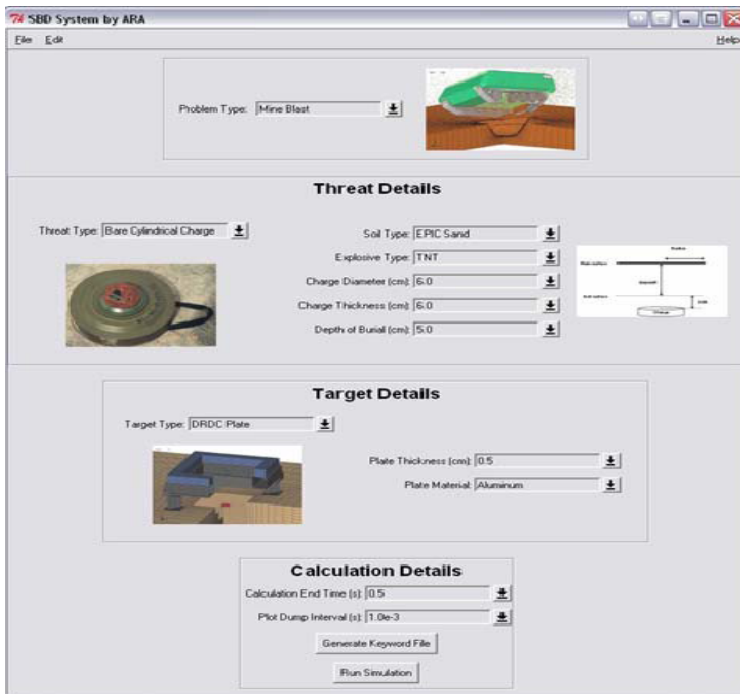 SBD System by ARA
File Edit Help
Problem Type: Mine Blast
Threat Details
Threat Type: Bare Cylindrical Charge
Soil Type: EPIC Sand
Explosive Type: TNT
Charge Diameter (cm): 6.0
Charge Thickness (cm): 6.0
Depth of Burial (cm): 5.0
Target Details
Target Type: DRDC Plate
Plate Thickness (cm): 0.5
Plate Material: Aluminum
Calculation Details
Calculation End Time (s): 0.5
Plot Dump Interval (s): 1.0e-3
Generate Keyword File
Run Simulation